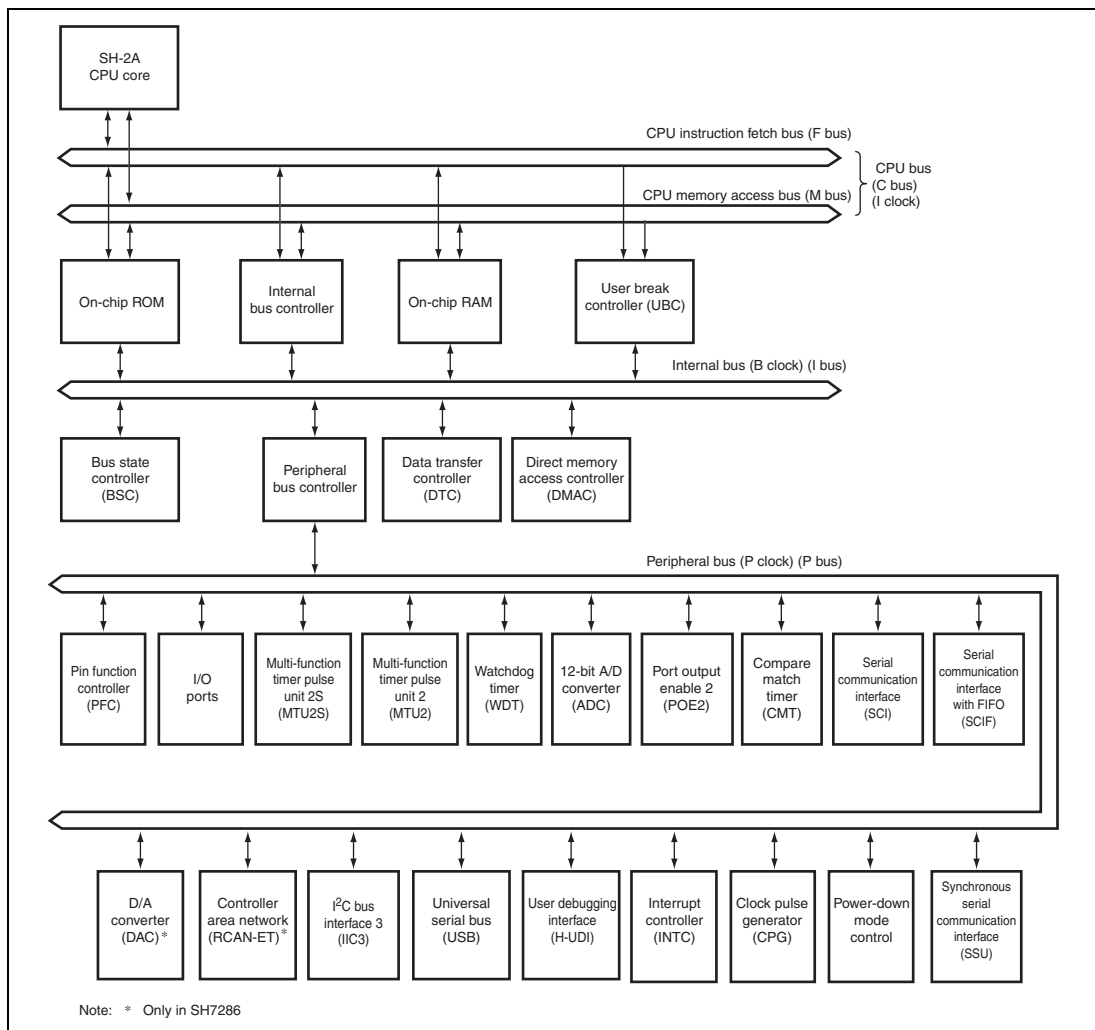 SH-2A
CPU core
CPU instruction fetch bus (F bus)
CPU bus
(C bus)
(I clock)
CPU memory access bus (M bus)
On-chip ROM
Internal
bus controller
On-chip RAM
User break
controller (UBC)
Internal bus (B clock) (I bus)
Bus state
controller
(BSC)
Peripheral
bus controller
Data transfer
controller
(DTC)
Direct memory
access controller
(DMAC)
Peripheral bus (P clock) (P bus)
Pin function
controller
(PFC)
I/O
ports
Multi-function
timer pulse
unit 2S
(MTU2S)
Multi-function
timer pulse
unit 2
(MTU2)
Watchdog
timer
(WDT)
12-bit A/D
converter
(ADC)
Port output
enable 2
(POE2)
Compare
match
timer
(CMT)
Serial
communication
interface
(SCI)
Serial
communication
interface
with FIFO
(SCIF)
D/A
converter
(DAC)*
Controller
area network
(RCAN-ET)*
I²C bus
interface 3
(IIC3)
Universal
serial bus
(USB)
User debugging
interface
(H-UDI)
Interrupt
controller
(INTC)
Clock pulse
generator
(CPG)
Power-down
mode
control
Synchronous
serial
communication
interface
(SSU)
Note: * Only in SH7286